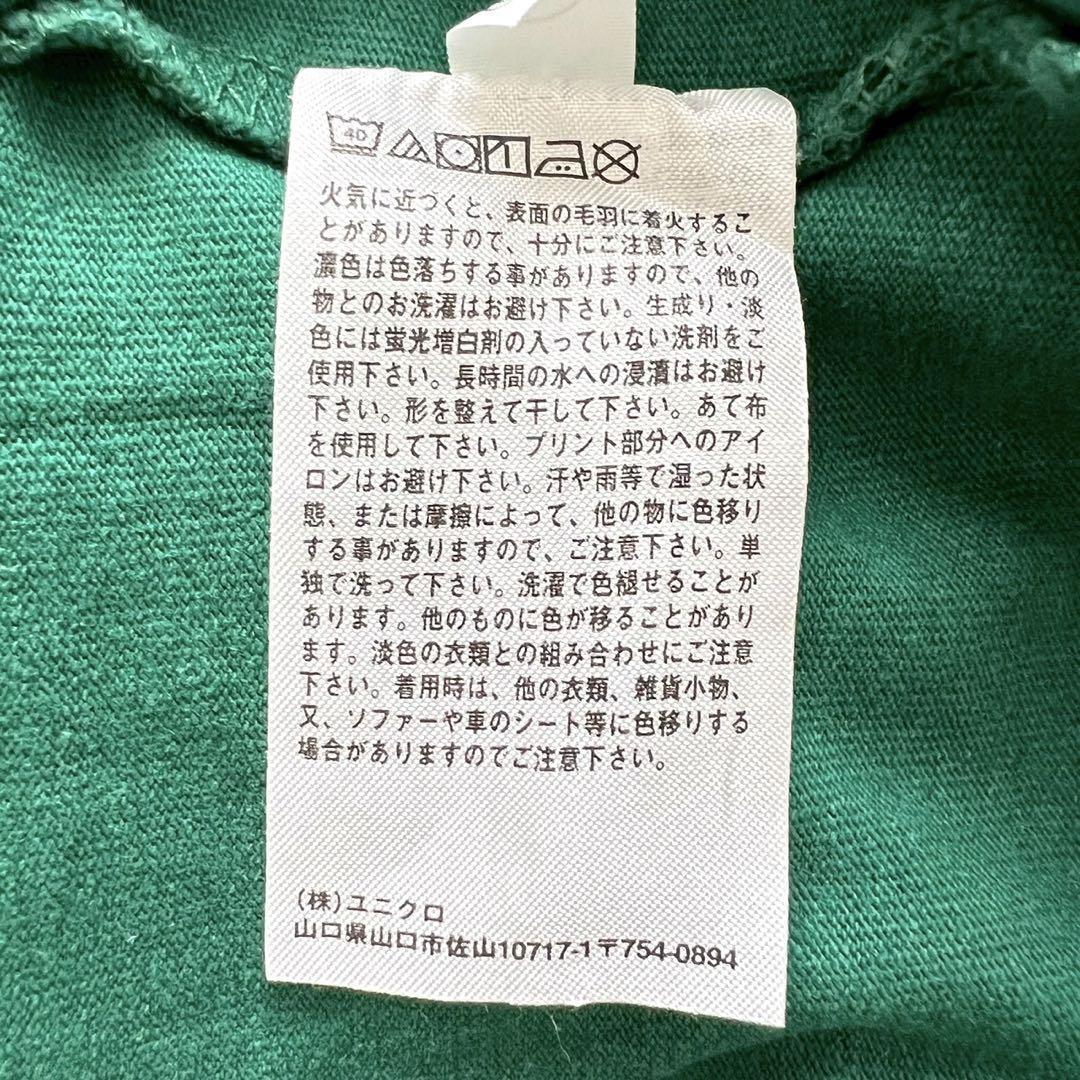 40
火気に近づくと、表面の毛羽に着火するこ
とがありますので、十分にご注意下さい。
濃色は色落ちする事がありますので、他の
物とのお洗濯はお避け下さい。生成り・淡
色には蛍光増白剤の入っていない洗剤をご
使用下さい。長時間の水への浸漬はお避け
下さい。形を整えて干して下さい。あて布
を使用して下さい。プリント部分へのアイ
ロンはお避け下さい。汗や雨等で湿った状
態、または摩擦によって、他の物に色移り
する事がありますので、ご注意下さい。単
独で洗って下さい。洗濯で色褪せることが
あります。他のものに色が移ることがあり
ます。淡色の衣類との組み合わせにご注意
下さい。着用時は、他の衣類、雑貨小物、
又、ソファーや車のシート等に色移りする
場合がありますのでご注意下さい。
(株)ユニクロ
山口県山口市佐山10717-1〒754-0894